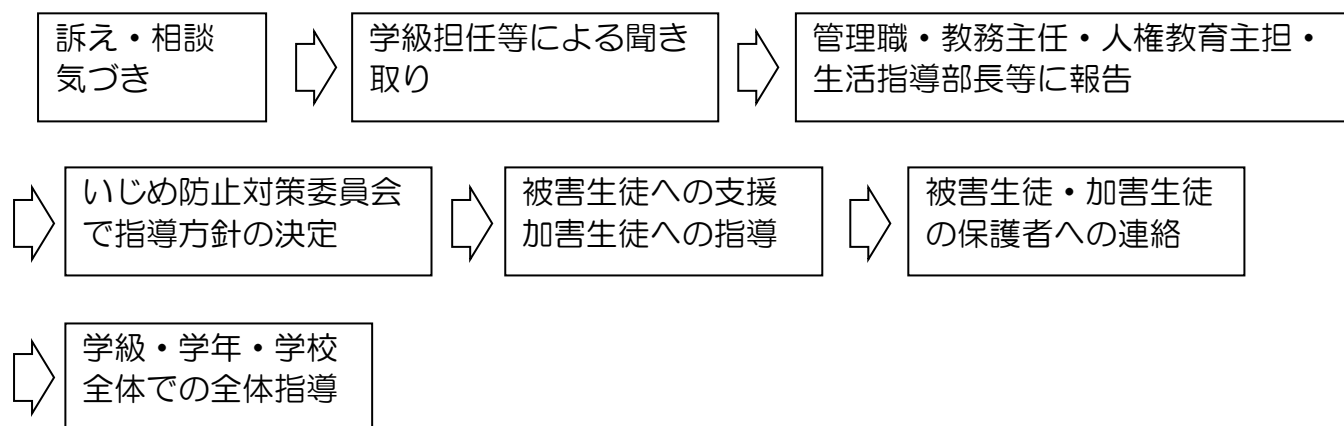 訴え・相談
気づき
学級担任等による聞き
取り
管理職・教務主任・人権教育主担・
生活指導部長等に報告
いじめ防止対策委員会
で指導方針の決定
被害生徒への支援
加害生徒への指導
被害生徒・加害生徒
の保護者への連絡
学級・学年・学校
全体での全体指導